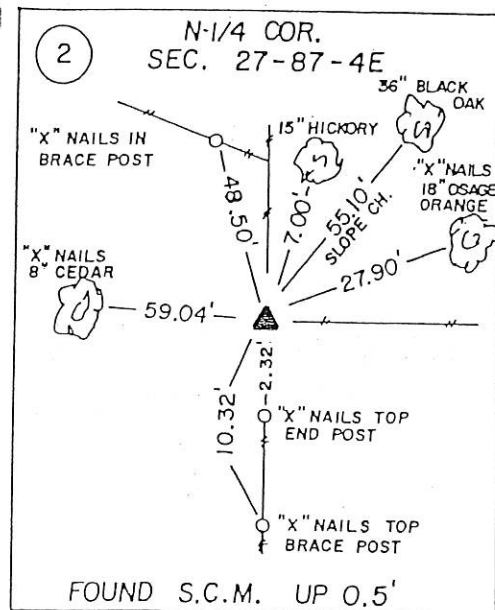 2
N-1/4 COR.
SEC. 27-87-4E
36" BLACK
OAK
15" HICKORY
"X" NAILS IN
BRACE POST
"X" NAILS
18" OSAGE
ORANGE
48.50'
7.00'
55.10'
SLOPE CH.
27.90'
"X" NAILS
8" CEDAR
59.04'
2.32'
10.32'
"X" NAILS TOP
END POST
"X" NAILS TOP
BRACE POST
FOUND S.C.M. UP 0.5'